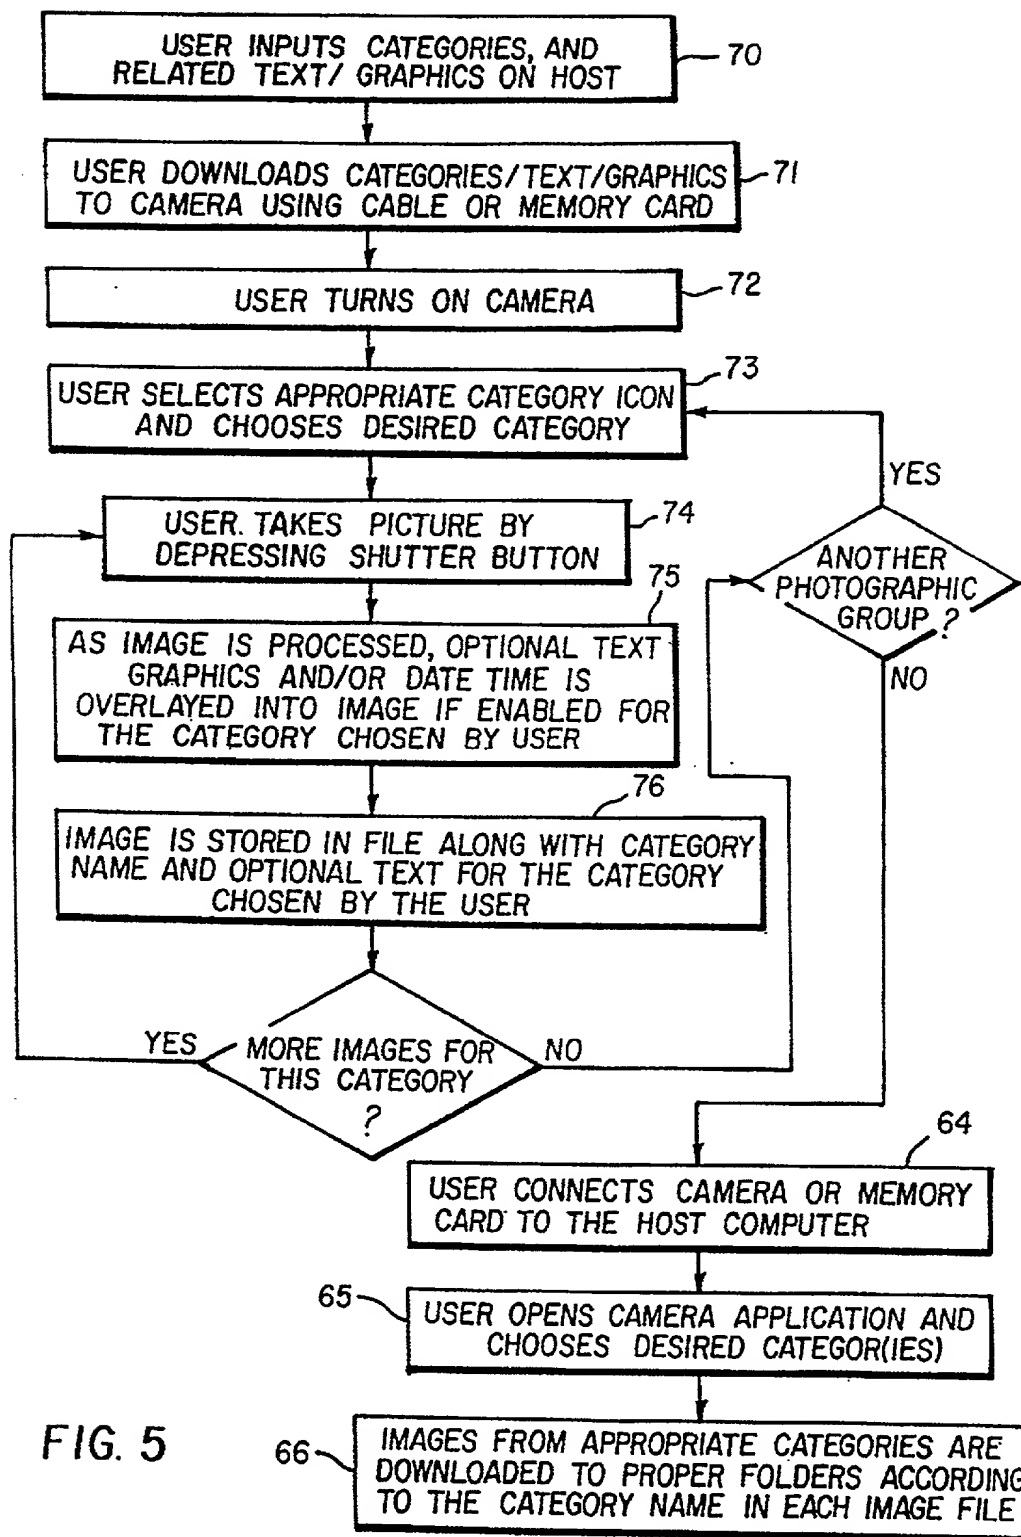 USER INPUTS CATEGORIES, AND
RELATED TEXT/ GRAPHICS ON HOST
70
USER DOWNLOADS CATEGORIES/TEXT/GRAPHICS
TO CAMERA USING CABLE OR MEMORY CARD
71
USER TURNS ON CAMERA
72
73
USER SELECTS APPROPRIATE CATEGORY ICON
AND CHOOSES DESIRED CATEGORY
USER. TAKES PICTURE BY
DEPRESSING SHUTTER BUTTON
74
75
AS IMAGE IS PROCESSED, OPTIONAL TEXT
GRAPHICS AND/OR DATE TIME IS
OVERLAYED INTO IMAGE IF ENABLED FOR
THE CATEGORY CHOSEN BY USER
76
IMAGE IS STORED IN FILE ALONG WITH CATEGORY
NAME AND OPTIONAL TEXT FOR THE CATEGORY
CHOSEN BY THE USER
YES
MORE IMAGES FOR
THIS CATEGORY
?
NO
YES
ANOTHER
PHOTOGRAPHIC
GROUP ?
NO
64
USER CONNECTS CAMERA OR MEMORY
CARD TO THE HOST COMPUTER
65
USER OPENS CAMERA APPLICATION AND
CHOOSES DESIRED CATEGOR(IES)
66
IMAGES FROM APPROPRIATE CATEGORIES ARE
DOWNLOADED TO PROPER FOLDERS ACCORDING
TO THE CATEGORY NAME IN EACH IMAGE FILE
FIG. 5